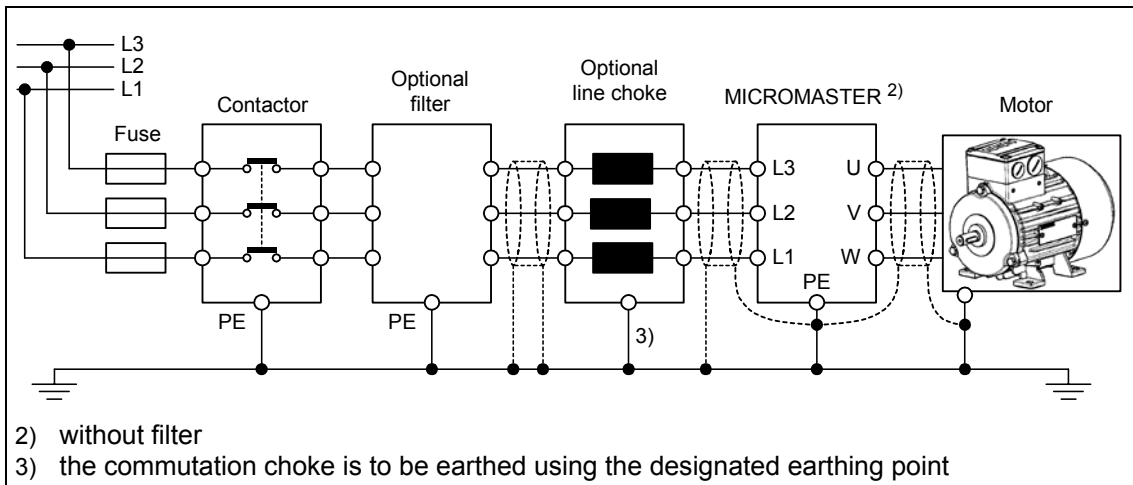 L3
L2
L1
Fuse
Contactor
Optional
filter
Optional
line choke
MICROMASTER 2)
Motor
L3
L2
L1
U
V
W
PE
PE
PE
3)
2) without filter
3) the commutation choke is to be earthed using the designated earthing point